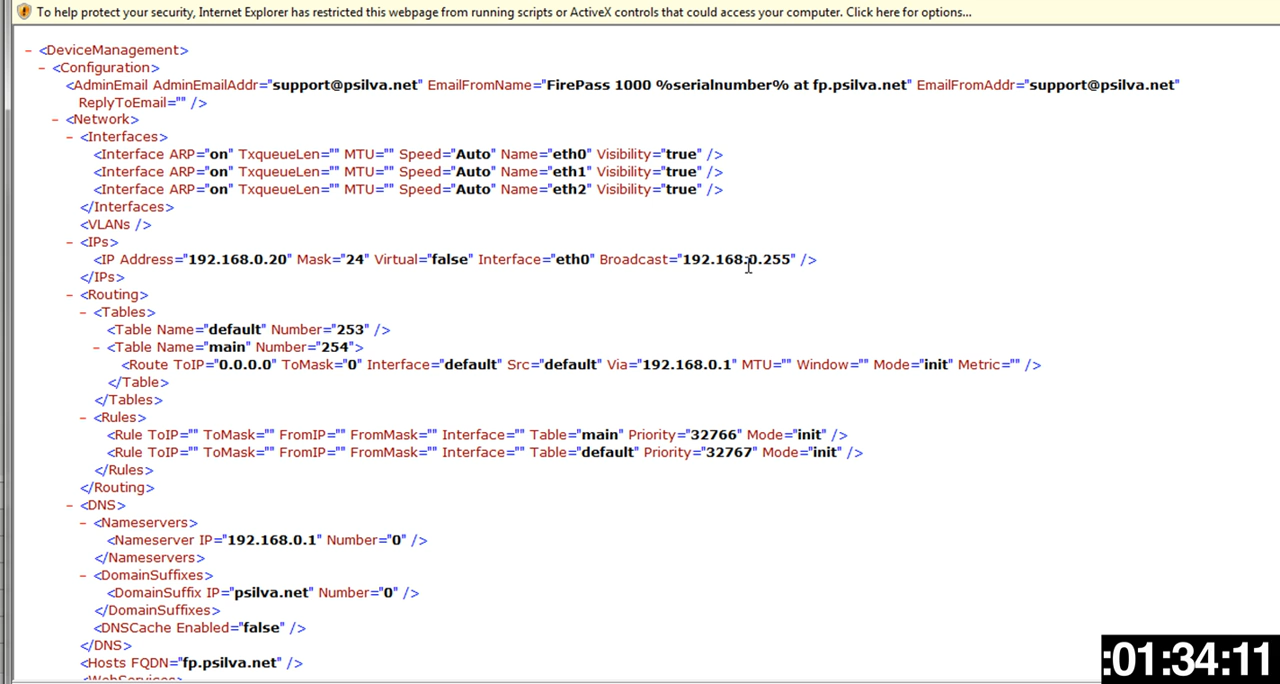 To help protect your security, Internet Explorer has restricted this webpage from running scripts or ActiveX controls that could access your computer. Click here for options...
- <DeviceManagement>
- <Configuration>
<AdminEmail AdminEmailAddr="support@psilva.net" EmailFromName="FirePass 1000 %serialnumber% at fp.psilva.net" EmailFromAddr="support@psilva.net"
ReplyToEmail="" />
- <Network>
- <Interfaces>
<Interface ARP="on" TxqueueLen="" MTU="" Speed="Auto" Name="eth0" Visibility="true" />
<Interface ARP="on" TxqueueLen="" MTU="" Speed="Auto" Name="eth1" Visibility="true" />
<Interface ARP="on" TxqueueLen="" MTU="" Speed="Auto" Name="eth2" Visibility="true" />
</Interfaces>
<VLANs />
- <IPs>
<IP Address="192.168.0.20" Mask="24" Virtual="false" Interface="eth0" Broadcast="192.168.0.255" />
</IPs>
- <Routing>
- <Tables>
<Table Name="default" Number="253" />
- <Table Name="main" Number="254">
<Route ToIP="0.0.0.0" ToMask="0" Interface="default" Src="default" Via="192.168.0.1" MTU="" Window="" Mode="init" Metric="" />
</Table>
</Tables>
- <Rules>
<Rule ToIP="" ToMask="" FromIP="" FromMask="" Interface="" Table="main" Priority="32766" Mode="init" />
<Rule ToIP="" ToMask="" FromIP="" FromMask="" Interface="" Table="default" Priority="32767" Mode="init" />
</Rules>
</Routing>
- <DNS>
- <Nameservers>
<Nameserver IP="192.168.0.1" Number="0" />
</Nameservers>
- <DomainSuffixes>
<DomainSuffix IP="psilva.net" Number="0" />
</DomainSuffixes>
<DNSCache Enabled="false" />
</DNS>
<Hosts FQDN="fp.psilva.net" />
<WebServices>
:01:34:11